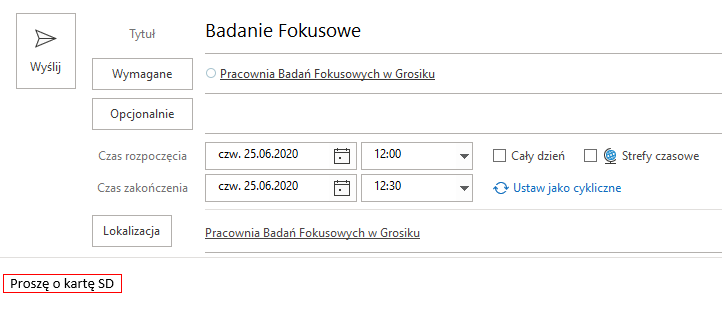 Wyślij
Tytuł
Badanie Fokusowe
Wymagane
Pracownia Badań Fokusowych w Grosiku
Opcjonalnie
Czas rozpoczęcia czw. 25.06.2020 12:00 Cały dzień Strefy czasowe
Czas zakończenia czw. 25.06.2020 12:30 Ustaw jako cykliczne
Lokalizacja
Pracownia Badań Fokusowych w Grosiku
Proszę o kartę SD